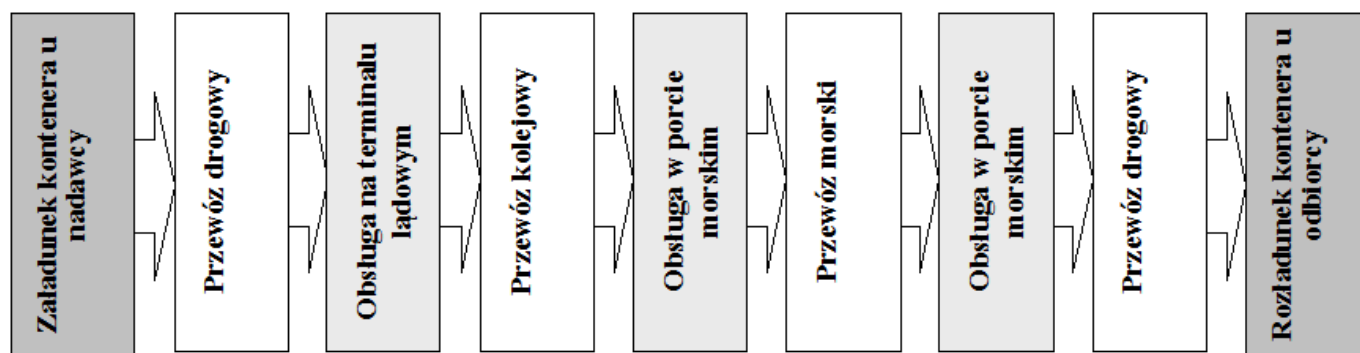 Załadunek kontenera u
nadawcy
Przewóz drogowy
Obsługa na terminalu
lądowym
Przewóz kolejowy
Obsługa w porcie
morskim
Przewóz morski
Obsługa w porcie
morskim
Przewóz drogowy
Rozładunek kontenera u
odbiorcy